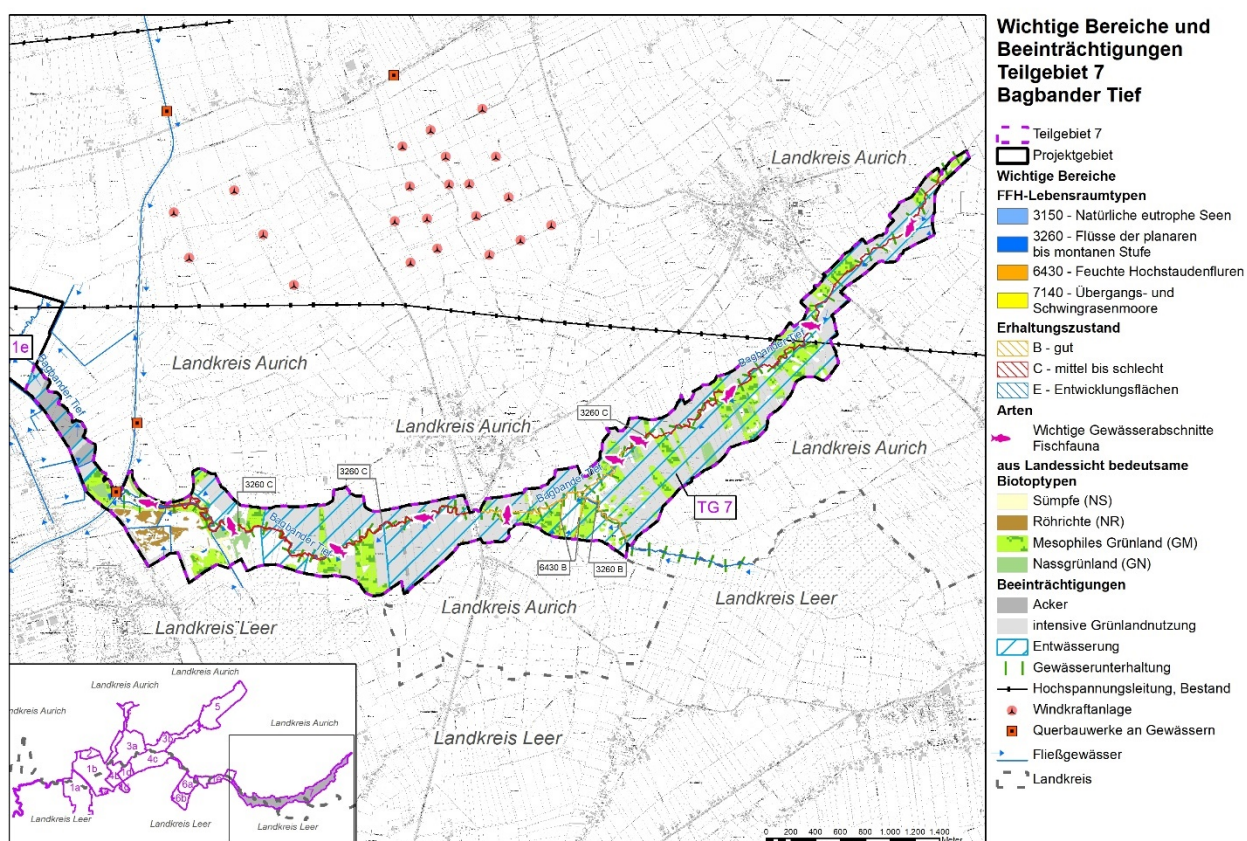 Wichtige Bereiche und
Beeinträchtigungen
Teilgebiet 7
Bagbander Tief
Teilgebiet 7
Projektgebiet
Wichtige Bereiche
FFH-Lebensraumtypen
3150 - Natürliche eutrophe Seen
3260 - Flüsse der planaren
bis montanen Stufe
6430 - Feuchte Hochstaudenfluren
7140 - Übergangs- und
Schwingrasenmoore
Erhaltungszustand
B - gut
C - mittel bis schlecht
E - Entwicklungsflächen
Arten
Wichtige Gewässerabschnitte
Fischfauna
aus Landessicht bedeutsame
Biotoptypen
Sümpfe (NS)
Röhrichte (NR)
Mesophiles Grünland (GM)
Nassgrünland (GN)
Beeinträchtigungen
Acker
intensive Grünlandnutzung
Entwässerung
Gewässerunterhaltung
Hochspannungsleitung, Bestand
Windkraftanlage
Querbauwerke an Gewässern
Fließgewässer
Landkreis
Landkreis Aurich
1e
Landkreis Aurich
Bagbander Tief
Bagbander Tief
3260 C
Landkreis Aurich
Landkreis Aurich
3260 C
3260 C
Bagbander Tief
Bagbander Tief
TG 7
6430 B
3260 B
Landkreis Aurich
Landkreis Leer
Landkreis Leer
Landkreis Leer
Landkreis Aurich
Landkreis Aurich
ndkreis Aurich
Landkreis Aurich
5
3a
4c
1b
1d
1a
6a
6b
Landkreis Leer
Landkreis Leer
Landkreis Leer
0 200 400 600 800 1.000 1.200 1.400
Meter